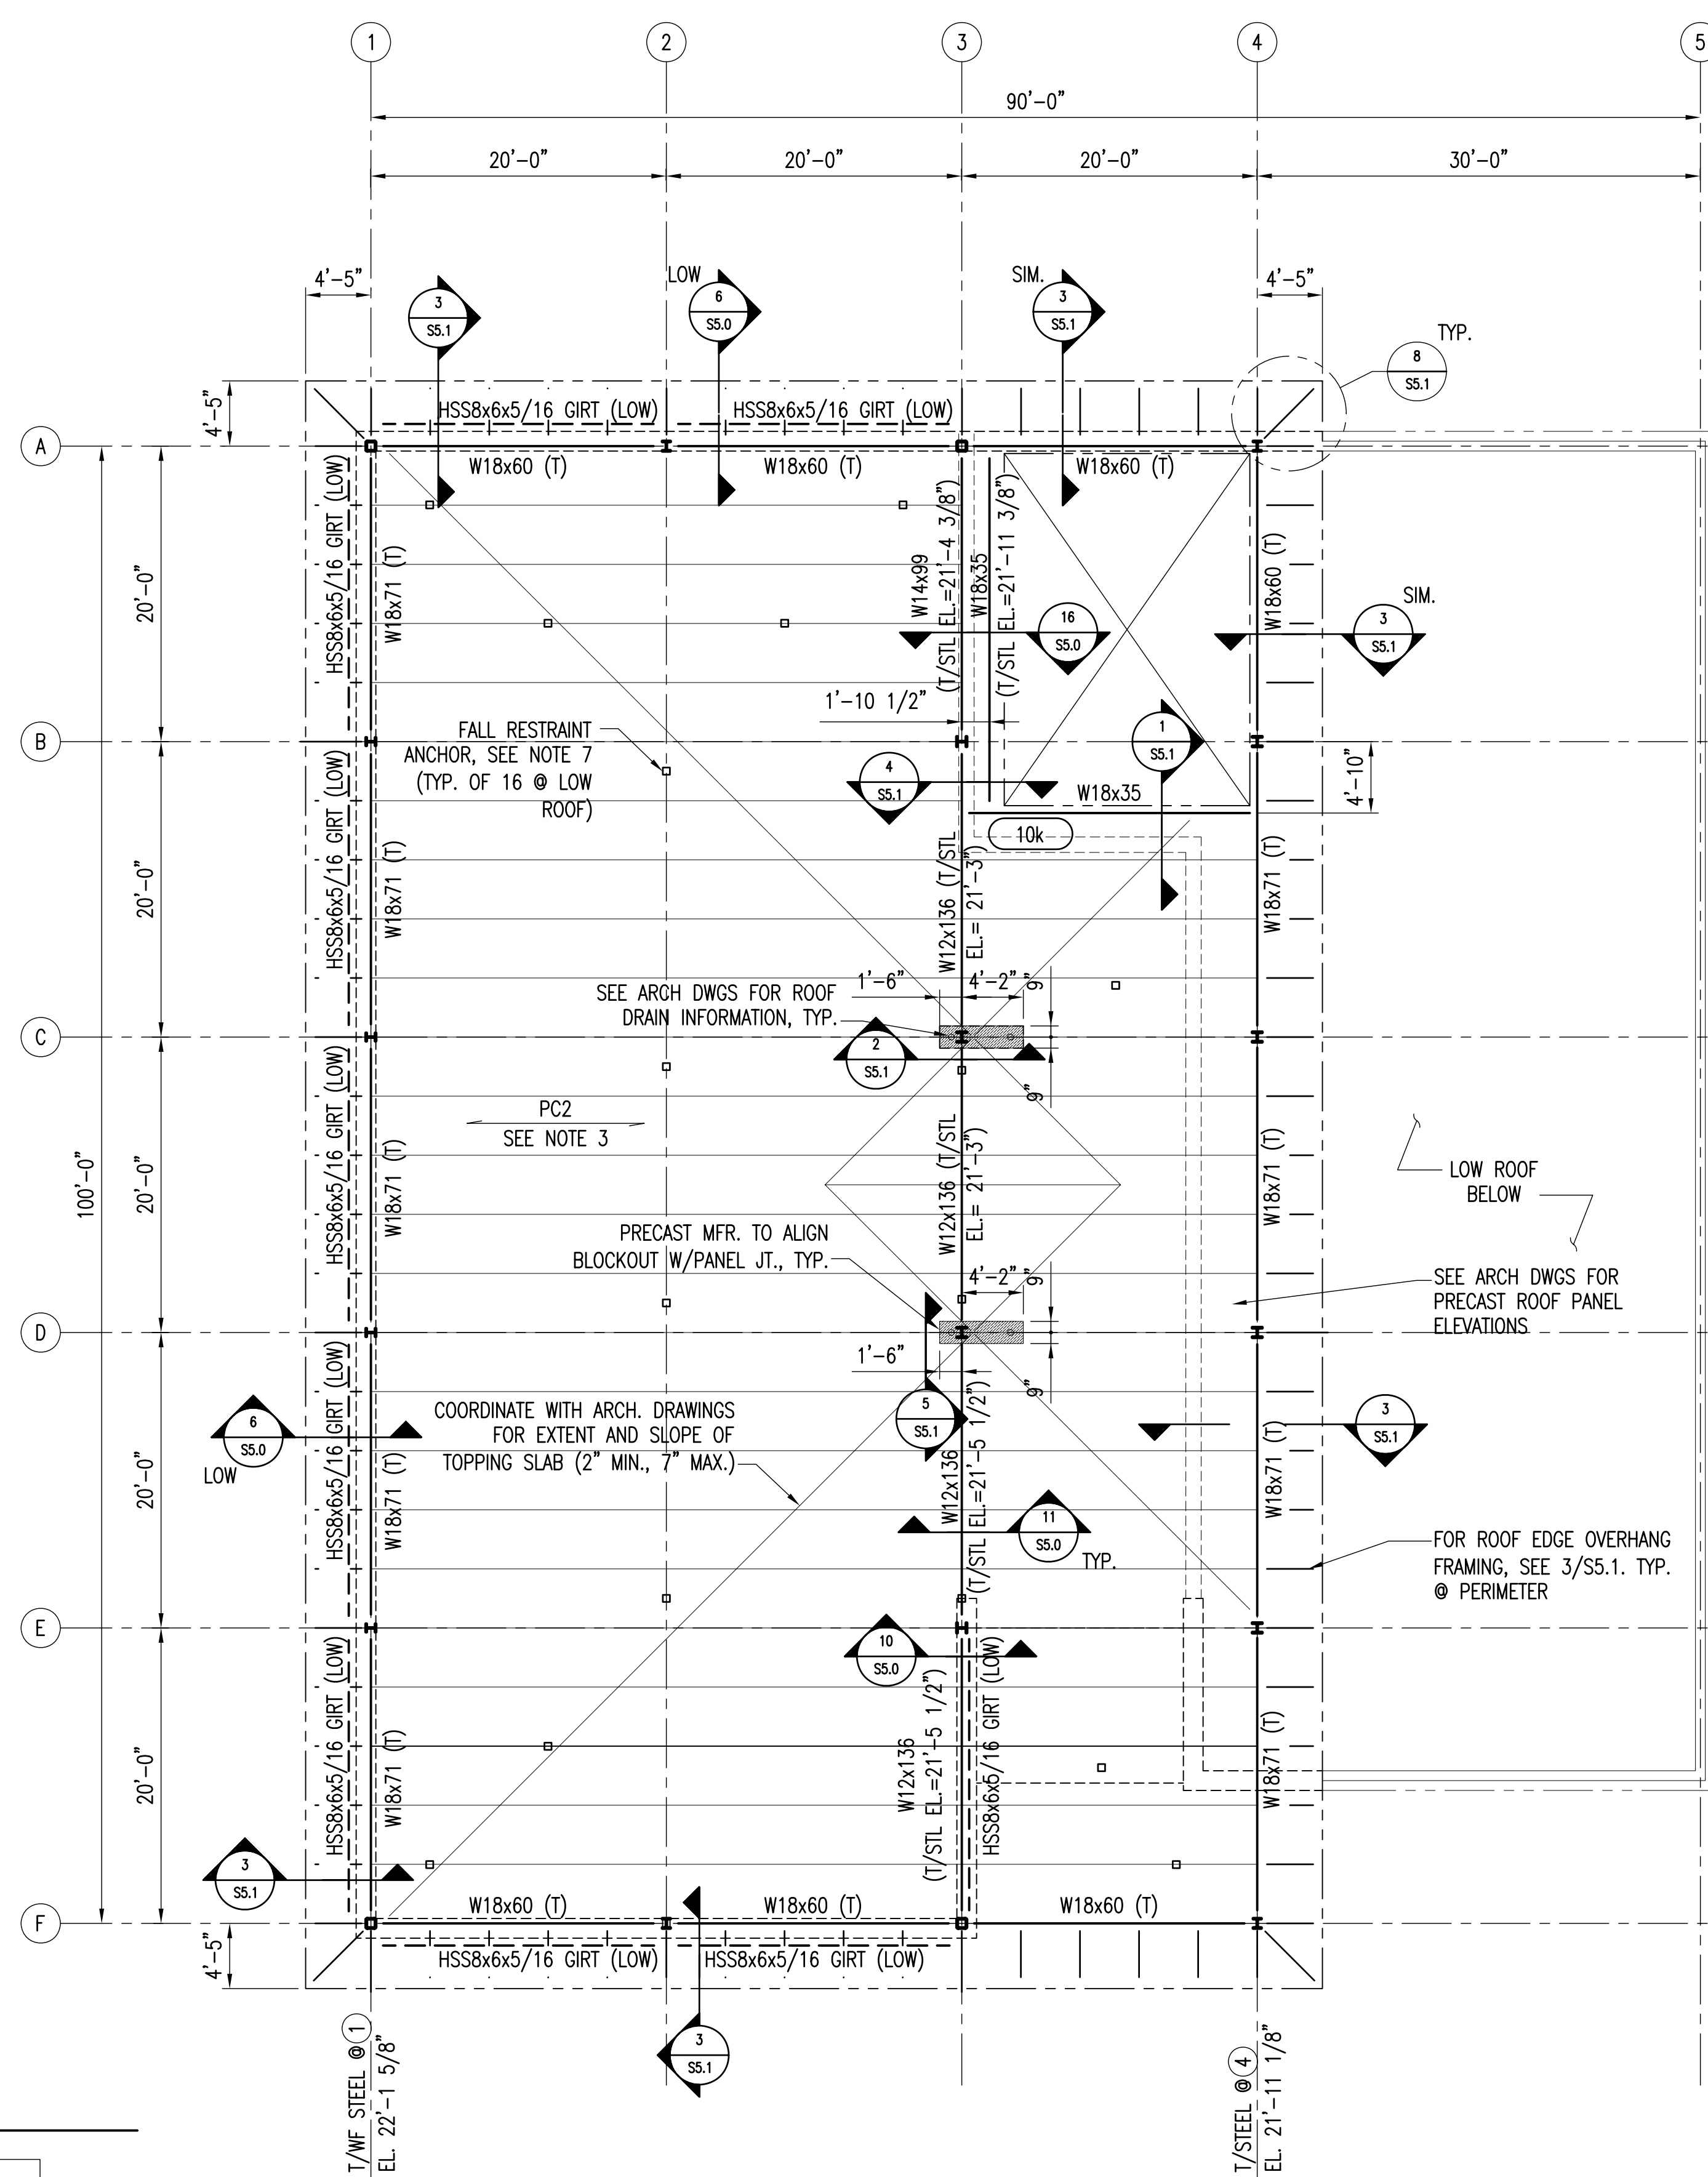 1
2
3
4
5
90'-0"
20'-0"
20'-0"
20'-0"
30'-0"
4'-5"
LOW
SIM.
4'-5"
3
S5.1
6
S5.0
3
S5.1
TYP.
8
S5.1
4'-5"
HSS8x6x5/16 GIRT (LOW)
HSS8x6x5/16 GIRT (LOW)
A
W18x60 (T)
W18x60 (T)
W18x60 (T)
HSS8x6x5/16 GIRT (LOW)
W18x71 (T)
W14x99
(T/STL EL.=21'-4 3/8")
W18x35
(T/STL EL.=21'-11 3/8")
W18x60 (T)
20'-0"
16
S5.0
SIM.
3
S5.1
1'-10 1/2"
B
FALL RESTRAINT
ANCHOR, SEE NOTE 7
(TYP. OF 16 @ LOW
ROOF)
1
S5.1
4
S5.1
W18x35
4'-10"
10k
20'-0"
HSS8x6x5/16 GIRT (LOW)
W18x71 (T)
W12x136 (T/STL
EL.= 21'-3")
W18x71 (T)
SEE ARCH DWGS FOR ROOF
DRAIN INFORMATION, TYP.
1'-6"
4'-2"
9"
C
2
S5.1
9"
PC2
SEE NOTE 3
100'-0"
20'-0"
HSS8x6x5/16 GIRT (LOW)
W18x71 (T)
W12x136 (T/STL
EL.= 21'-3")
W18x71 (T)
LOW ROOF
BELOW
PRECAST MFR. TO ALIGN
BLOCKOUT W/PANEL JT., TYP.
4'-2"
9"
SEE ARCH DWGS FOR
PRECAST ROOF PANEL
ELEVATIONS
D
1'-6"
9"
5
S5.1
COORDINATE WITH ARCH. DRAWINGS
FOR EXTENT AND SLOPE OF
TOPPING SLAB (2" MIN., 7" MAX.)
6
S5.0
LOW
3
S5.1
20'-0"
HSS8x6x5/16 GIRT (LOW)
W18x71 (T)
W12x136
(T/STL EL.=21'-5 1/2")
W18x71 (T)
11
S5.0
TYP.
FOR ROOF EDGE OVERHANG
FRAMING, SEE 3/S5.1. TYP.
@ PERIMETER
E
10
S5.0
20'-0"
HSS8x6x5/16 GIRT (LOW)
W18x71 (T)
W12x136
(T/STL EL.=21'-5 1/2")
HSS8x6x5/16 GIRT (LOW)
W18x71 (T)
3
S5.1
F
W18x60 (T)
W18x60 (T)
W18x60 (T)
4'-5"
HSS8x6x5/16 GIRT (LOW)
HSS8x6x5/16 GIRT (LOW)
3
S5.1
T/WF STEEL @ 1
EL. 22'-1 5/8"
T/STEEL @ 4
EL. 21'-11 1/8"